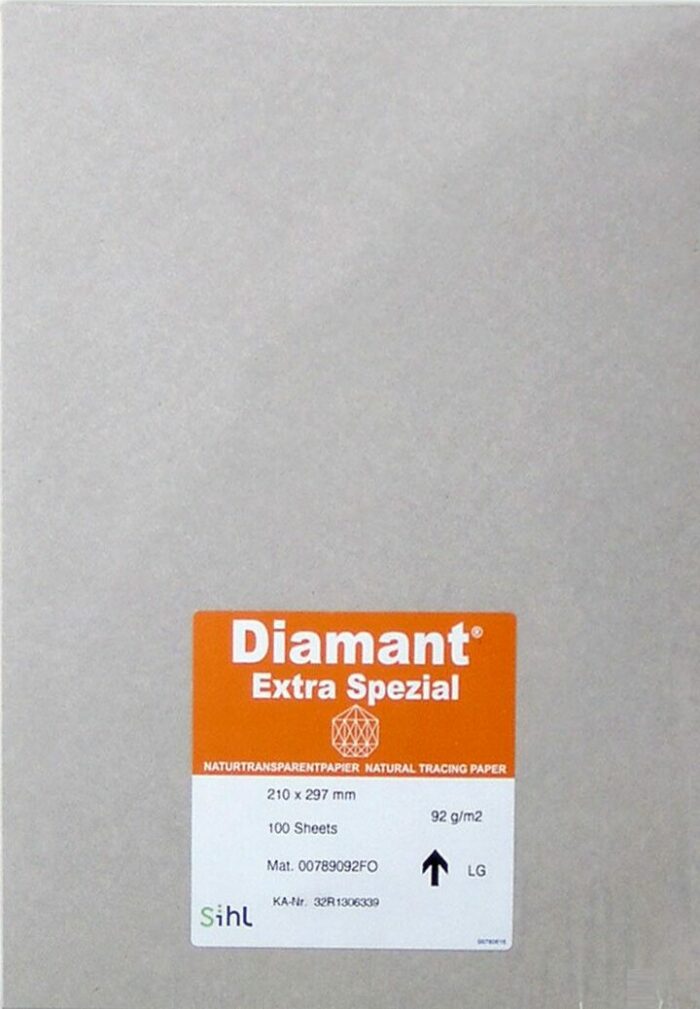 Diamant®
Extra Spezial
NATURTRANSPARENTPAPIER NATURAL TRACING PAPER
210 x 297 mm
92 g/m2
100 Sheets
Mat. 00789092FO
LG
KA-Nr. 32R1306339
Sihl